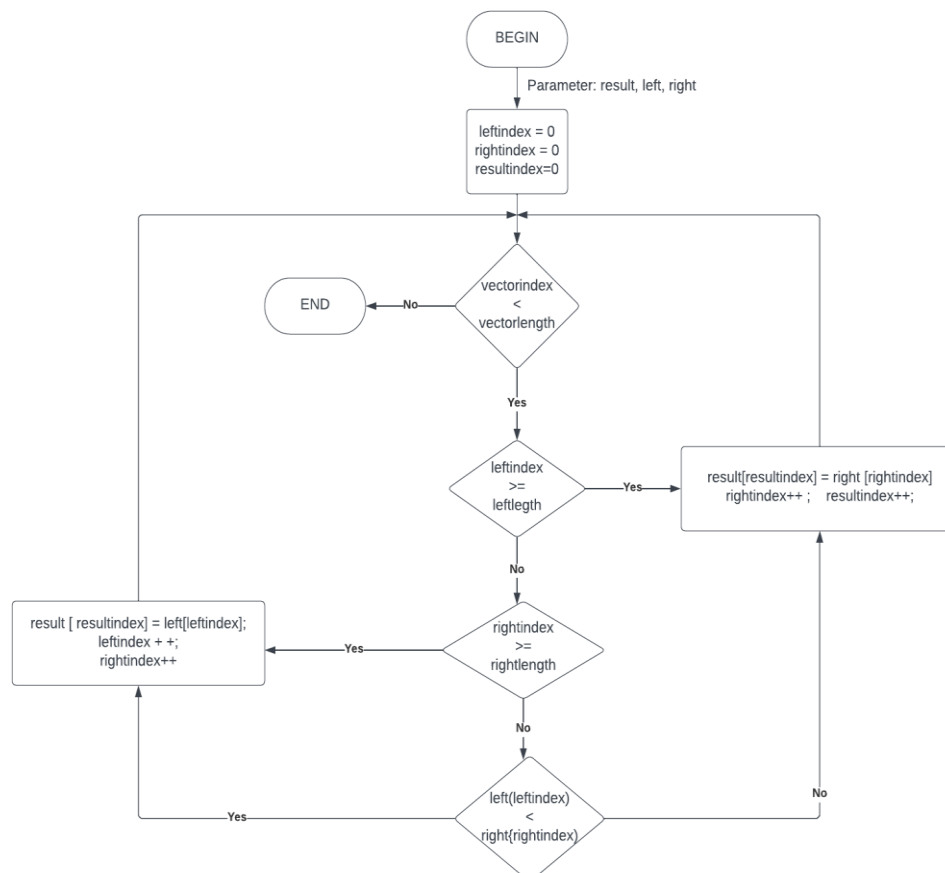 BEGIN
Parameter: result, left, right
leftindex = 0
rightindex = 0
resultindex=0
vectorindex
<
vectorlength
No
END
Yes
leftindex
>=
leftlegth
Yes
result[resultindex] = right [rightindex]
rightindex++ ; resultindex++;
No
rightindex
>=
rightlength
Yes
result [ resultindex] = left[leftindex];
leftindex + +;
rightindex++
No
left(leftindex)
<
right{rightindex)
Yes
No